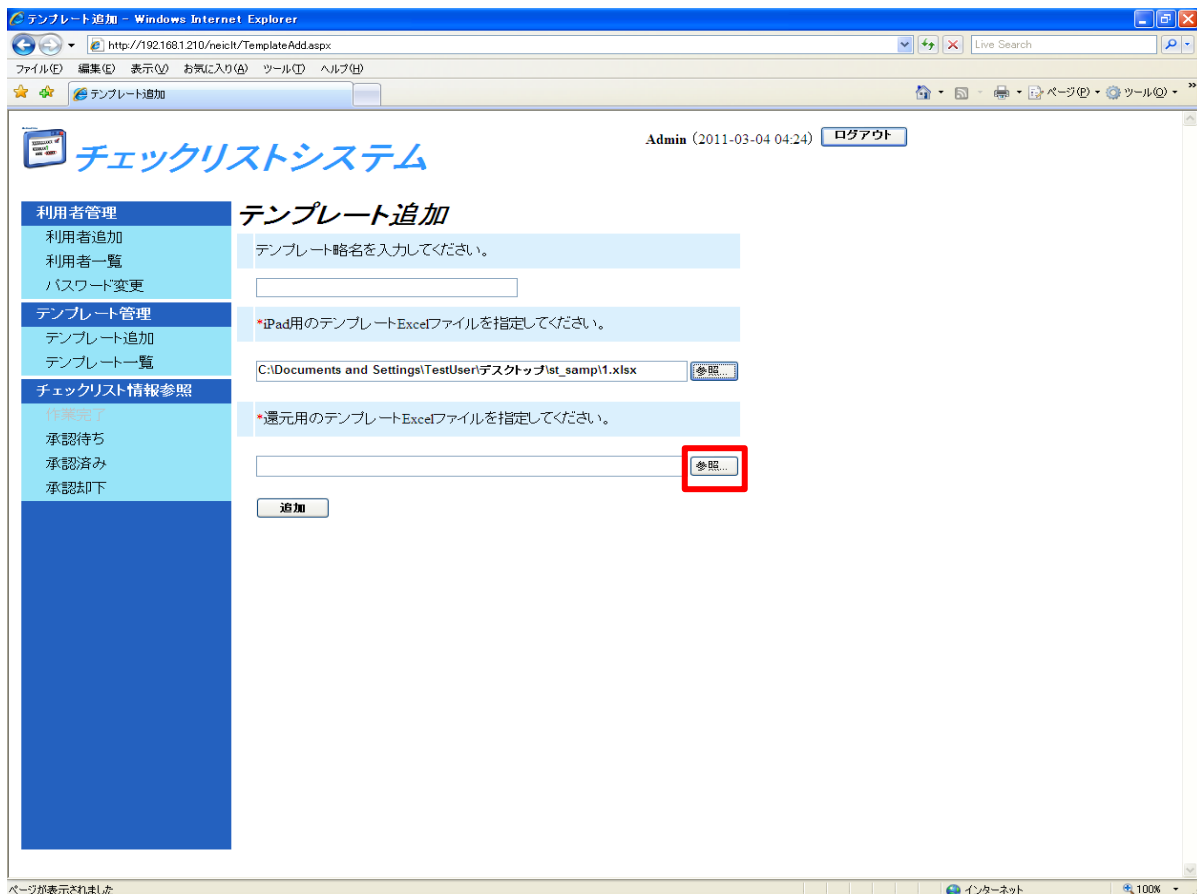 テンプレート追加 - Windows Internet Explorer
http://192.168.1.210/neiclt/TemplateAdd.aspx
Live Search
ファイル(F) 編集(E) 表示(V) お気に入り(A) ツール(T) ヘルプ(H)
テンプレート追加
ページ(P) ツール(O) »
チェックリストシステム
Admin (2011-03-04 04:24) ログアウト
利用者管理
利用者追加
利用者一覧
パスワード変更
テンプレート管理
テンプレート追加
テンプレート一覧
チェックリスト情報参照
作業完了
承認待ち
承認済み
承認却下
テンプレート追加
テンプレート略名を入力してください。
*iPad用のテンプレートExcelファイルを指定してください。
C:\Documents and Settings\TestUser\デスクトップ\st_samp\1.xlsx 参照...
*還元用のテンプレートExcelファイルを指定してください。
参照...
追加
ページが表示されました インターネット 100%